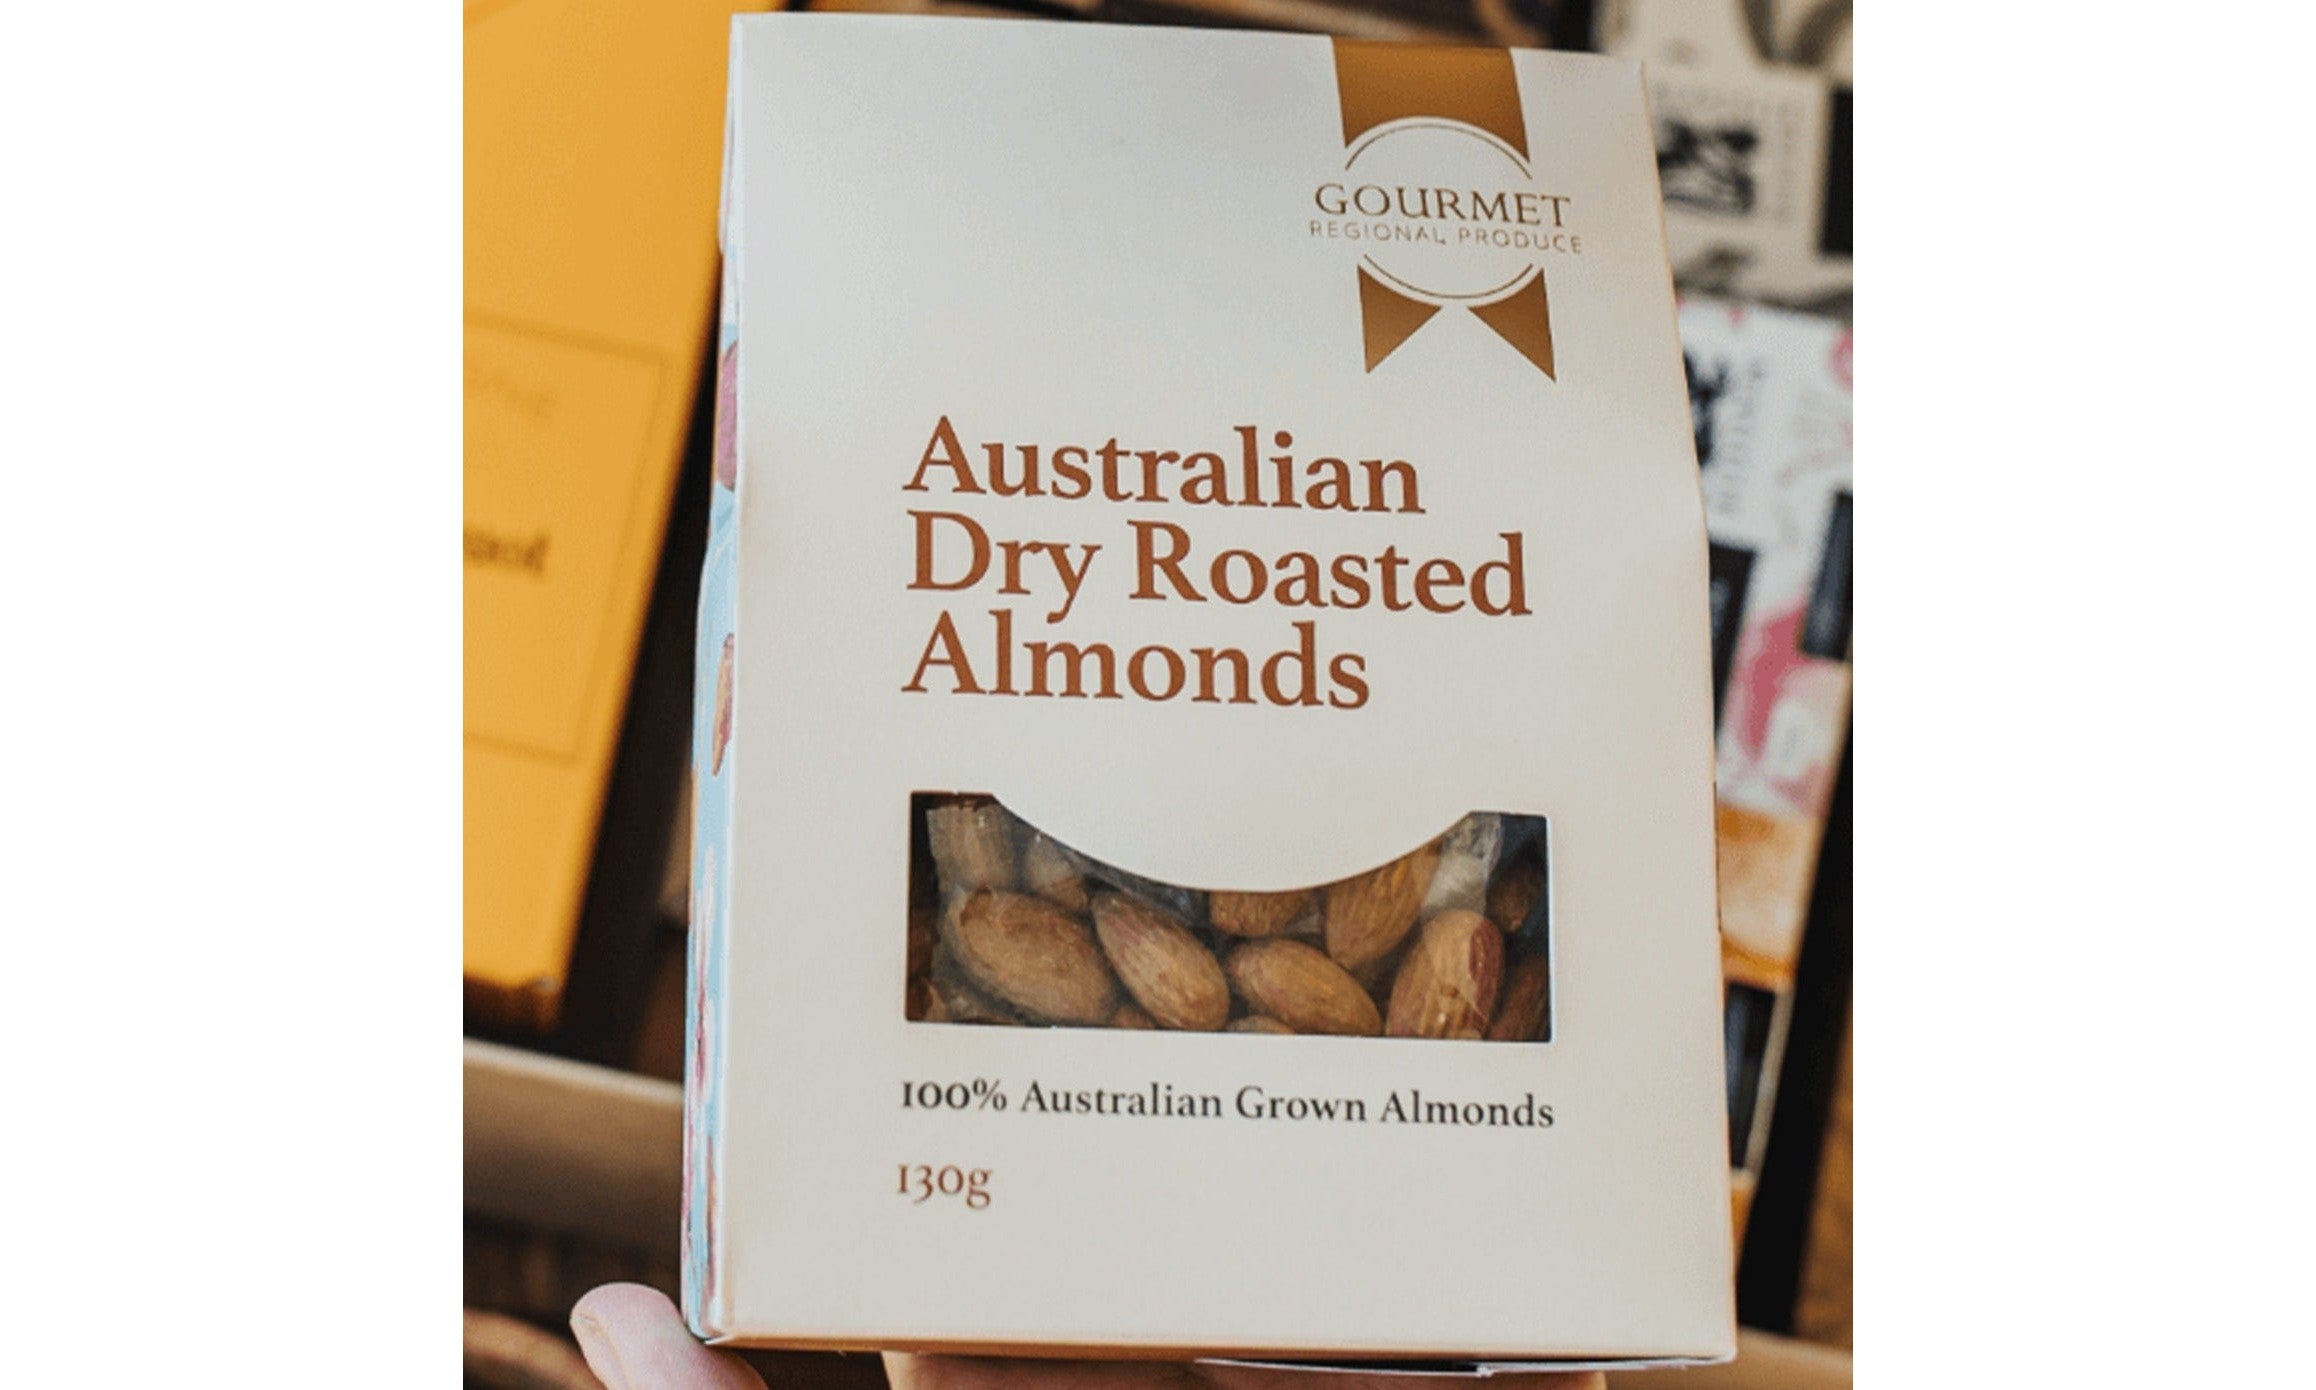 GOURMET
REGIONAL PRODUCE
Australian
Dry Roasted
Almonds
100% Australian Grown Almonds
130g